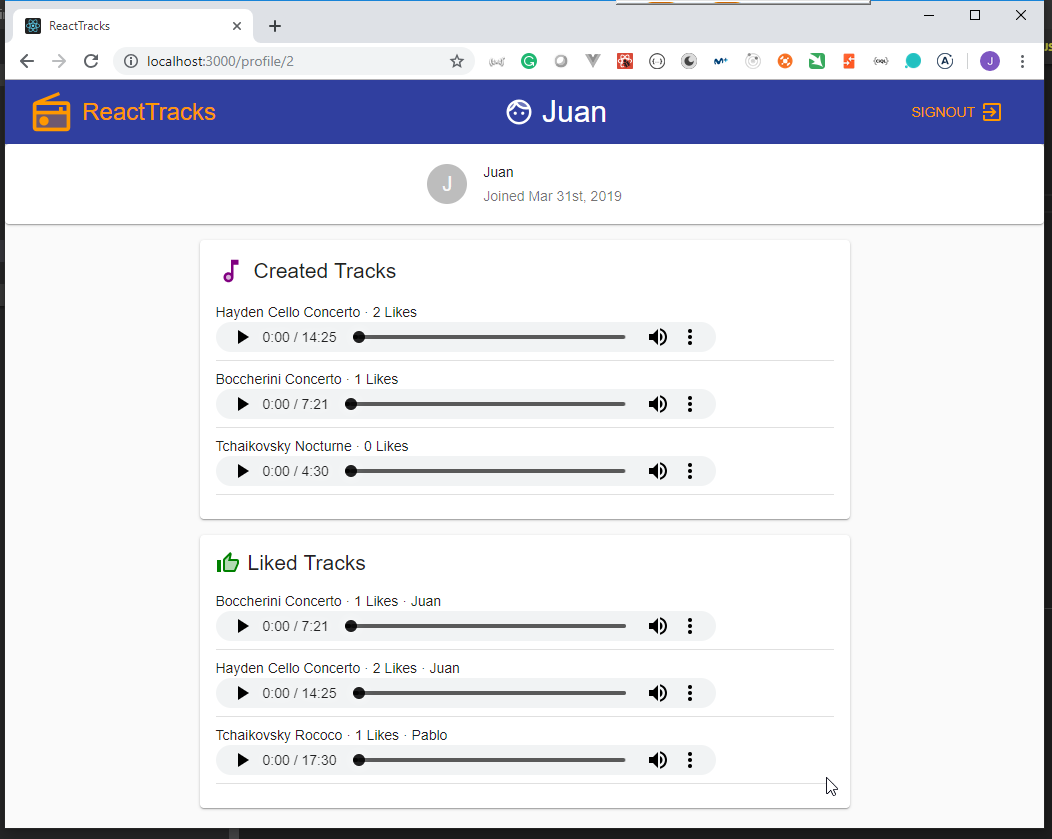 ReactTracks
localhost:3000/profile/2
J
ReactTracks
Juan
SIGNOUT
J
Juan
Joined Mar 31st, 2019
Created Tracks
Hayden Cello Concerto · 2 Likes
0:00 / 14:25
Boccherini Concerto · 1 Likes
0:00 / 7:21
Tchaikovsky Nocturne · 0 Likes
0:00 / 4:30
Liked Tracks
Boccherini Concerto · 1 Likes · Juan
0:00 / 7:21
Hayden Cello Concerto · 2 Likes · Juan
0:00 / 14:25
Tchaikovsky Rococo · 1 Likes · Pablo
0:00 / 17:30